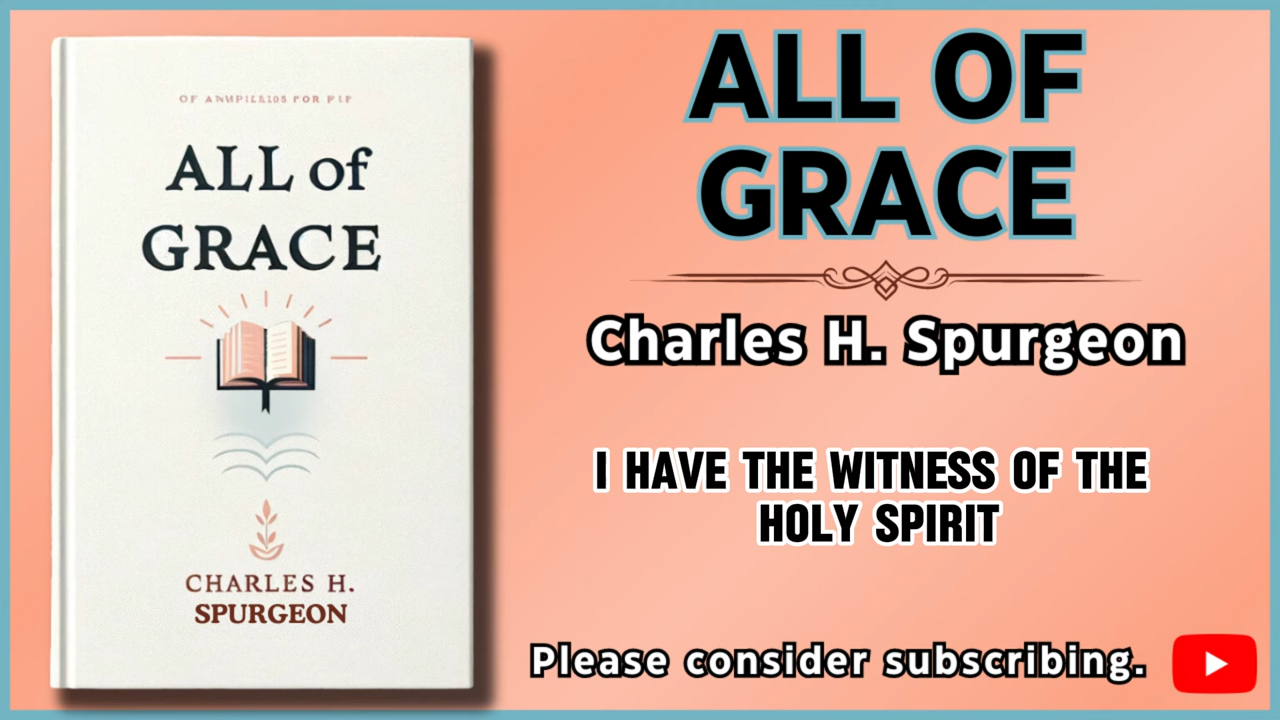 ALL of
GRACE
CHARLES H.
SPURGEON
ALL OF
GRACE
Charles H. Spurgeon
I HAVE THE WITNESS OF THE
HOLY SPIRIT
Please consider subscribing.